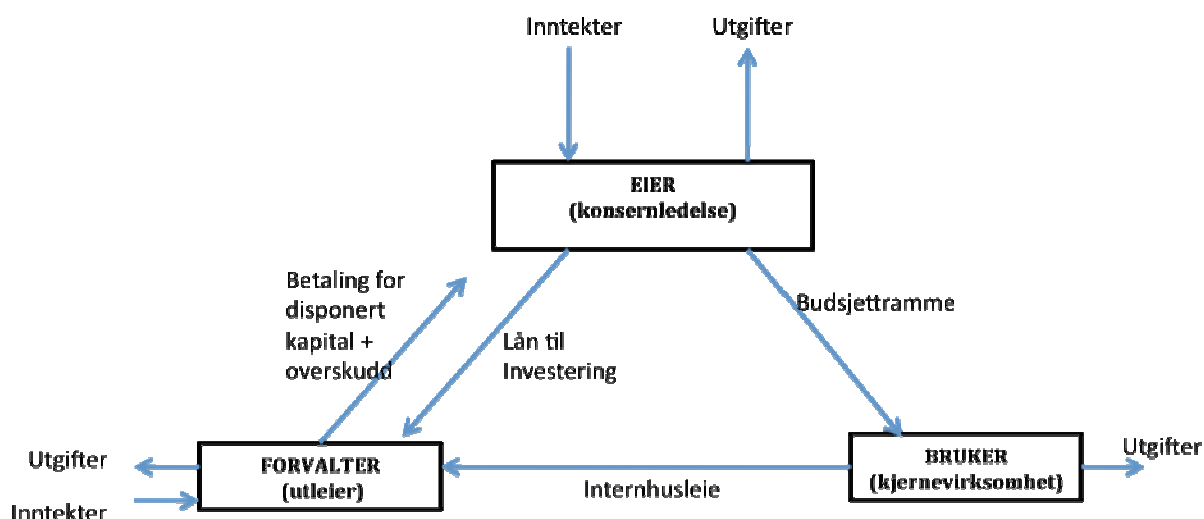 Inntekter
Utgifter
EIER
(konsernledelse)
Betaling for
disponert
kapital +
overskudd
Lån til
Investering
Budsjettramme
Utgifter
Inntekter
FORVALTER
(utleier)
Internhusleie
BRUKER
(kjernevirksomhet)
Utgifter